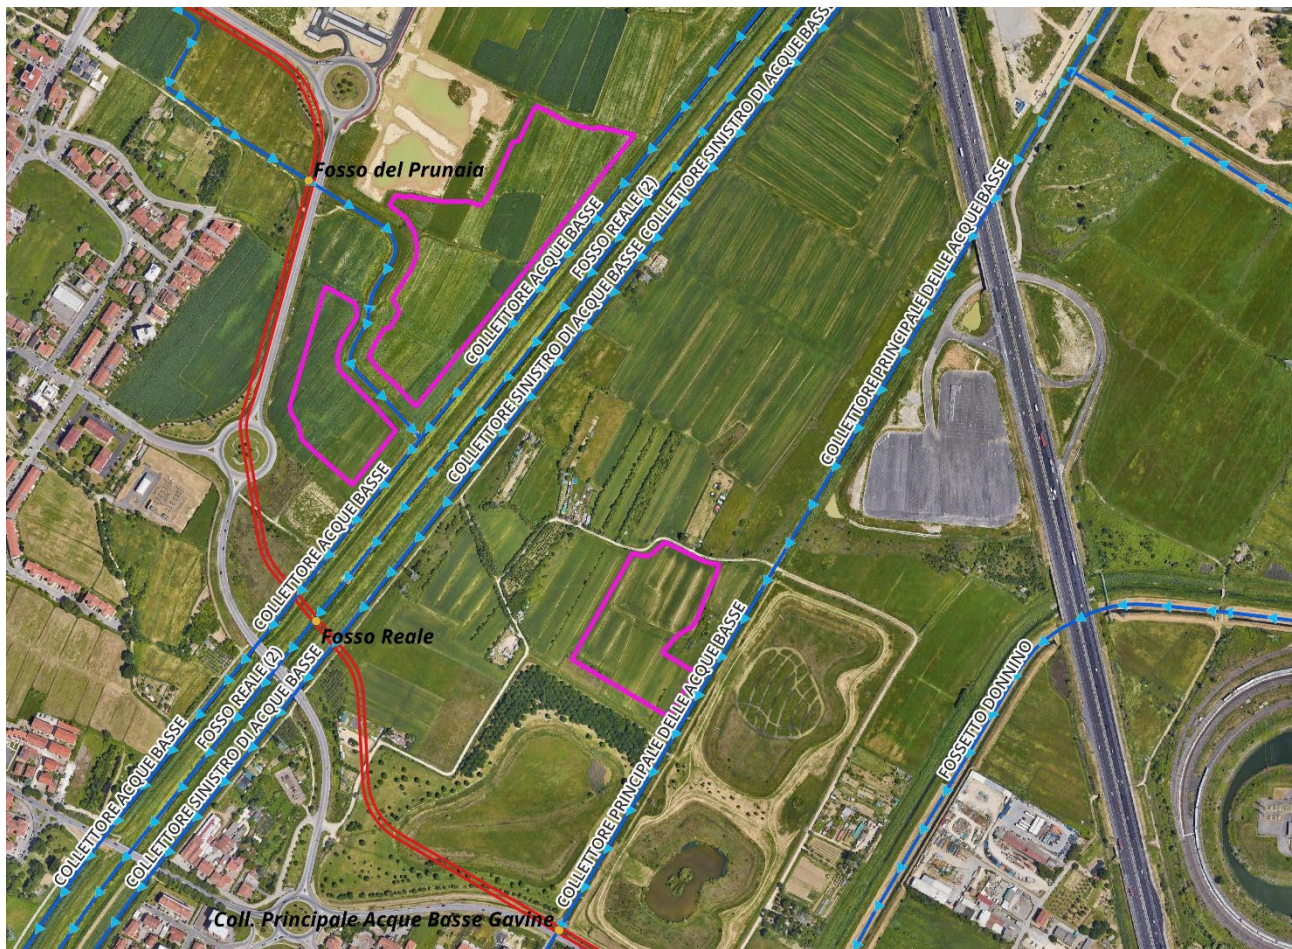 COLLETTORE SINISTRO DI ACQUE BASSE
Fosso del Prunaia
COLLETTORE ACQUE BASSE
FOSSO REALE (2)
COLLETTORE PRINCIPALE DELLE ACQUE BASSE
COLLETTORE SINISTRO DI ACQUE BASSE
COLLETTORE ACQUE BASSE
Fosso Reale
FOSSO REALE (2)
COLLETTORE PRINCIPALE DELLE ACQUE BASSE
FOSSETTO DONNINO
COLLETTORE ACQUE BASSE
COLLETTORE SINISTRO DI ACQUE BASSE
Coll. Principale Acque Basse Gavine